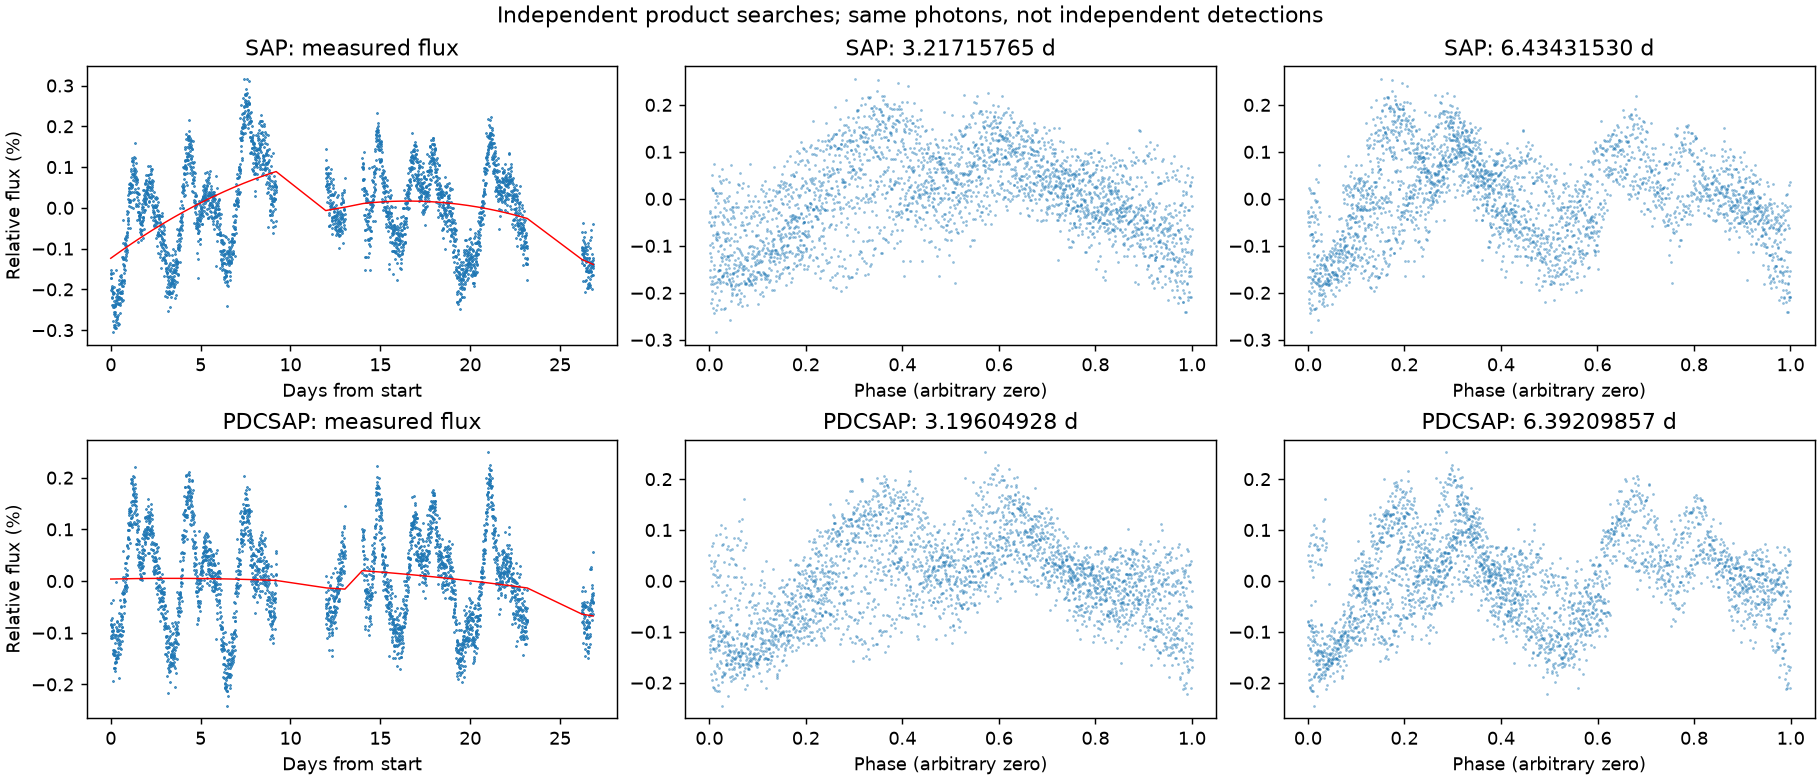 Independent product searches; same photons, not independent detections
SAP: measured flux
SAP: 3.21715765 d
SAP: 6.43431530 d
Relative flux (%)
0.3
0.2
0.1
0.0
−0.1
−0.2
−0.3
0 5 10 15 20 25
Days from start
0.2
0.1
0.0
−0.1
−0.2
−0.3
0.0 0.2 0.4 0.6 0.8 1.0
Phase (arbitrary zero)
0.2
0.1
0.0
−0.1
−0.2
−0.3
0.0 0.2 0.4 0.6 0.8 1.0
Phase (arbitrary zero)
PDCSAP: measured flux
PDCSAP: 3.19604928 d
PDCSAP: 6.39209857 d
Relative flux (%)
0.2
0.1
0.0
−0.1
−0.2
0 5 10 15 20 25
Days from start
0.2
0.1
0.0
−0.1
−0.2
0.0 0.2 0.4 0.6 0.8 1.0
Phase (arbitrary zero)
0.2
0.1
0.0
−0.1
−0.2
0.0 0.2 0.4 0.6 0.8 1.0
Phase (arbitrary zero)